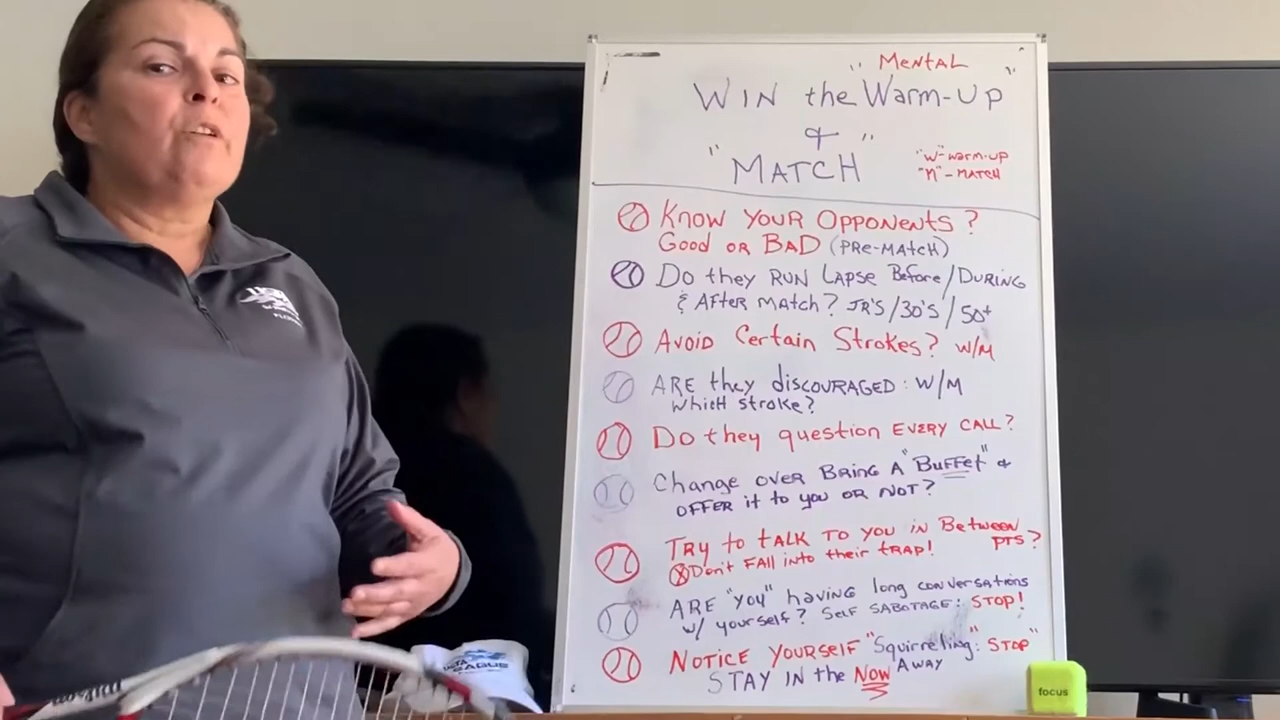 "Mental"
WIN the Warm-Up
&
"MATCH"
"W"-warm-up
"M"-MATCH
Know Your Opponents?
Good or BAD (PRE-MATCH)
Do they RUN Lapse Before/DURING
& After match? JR'S/30'S/50+
Avoid Certain Strokes? W/M
ARE they discouraged: W/M
which stroke?
Do they question EVERY CALL?
Change over Bring A "Buffet" &
OFFER it to you OR NOT?
TRY to tALK TO YOU in Between
PTS?
Don't FAll into their tRAP!
ARE "you" having long conversations
w/ yourself? Self SABOTAGE: STOP!
NOTICE YOURSELF "Squirreling:" STOP"
STAY IN the NOW AWAY
focus